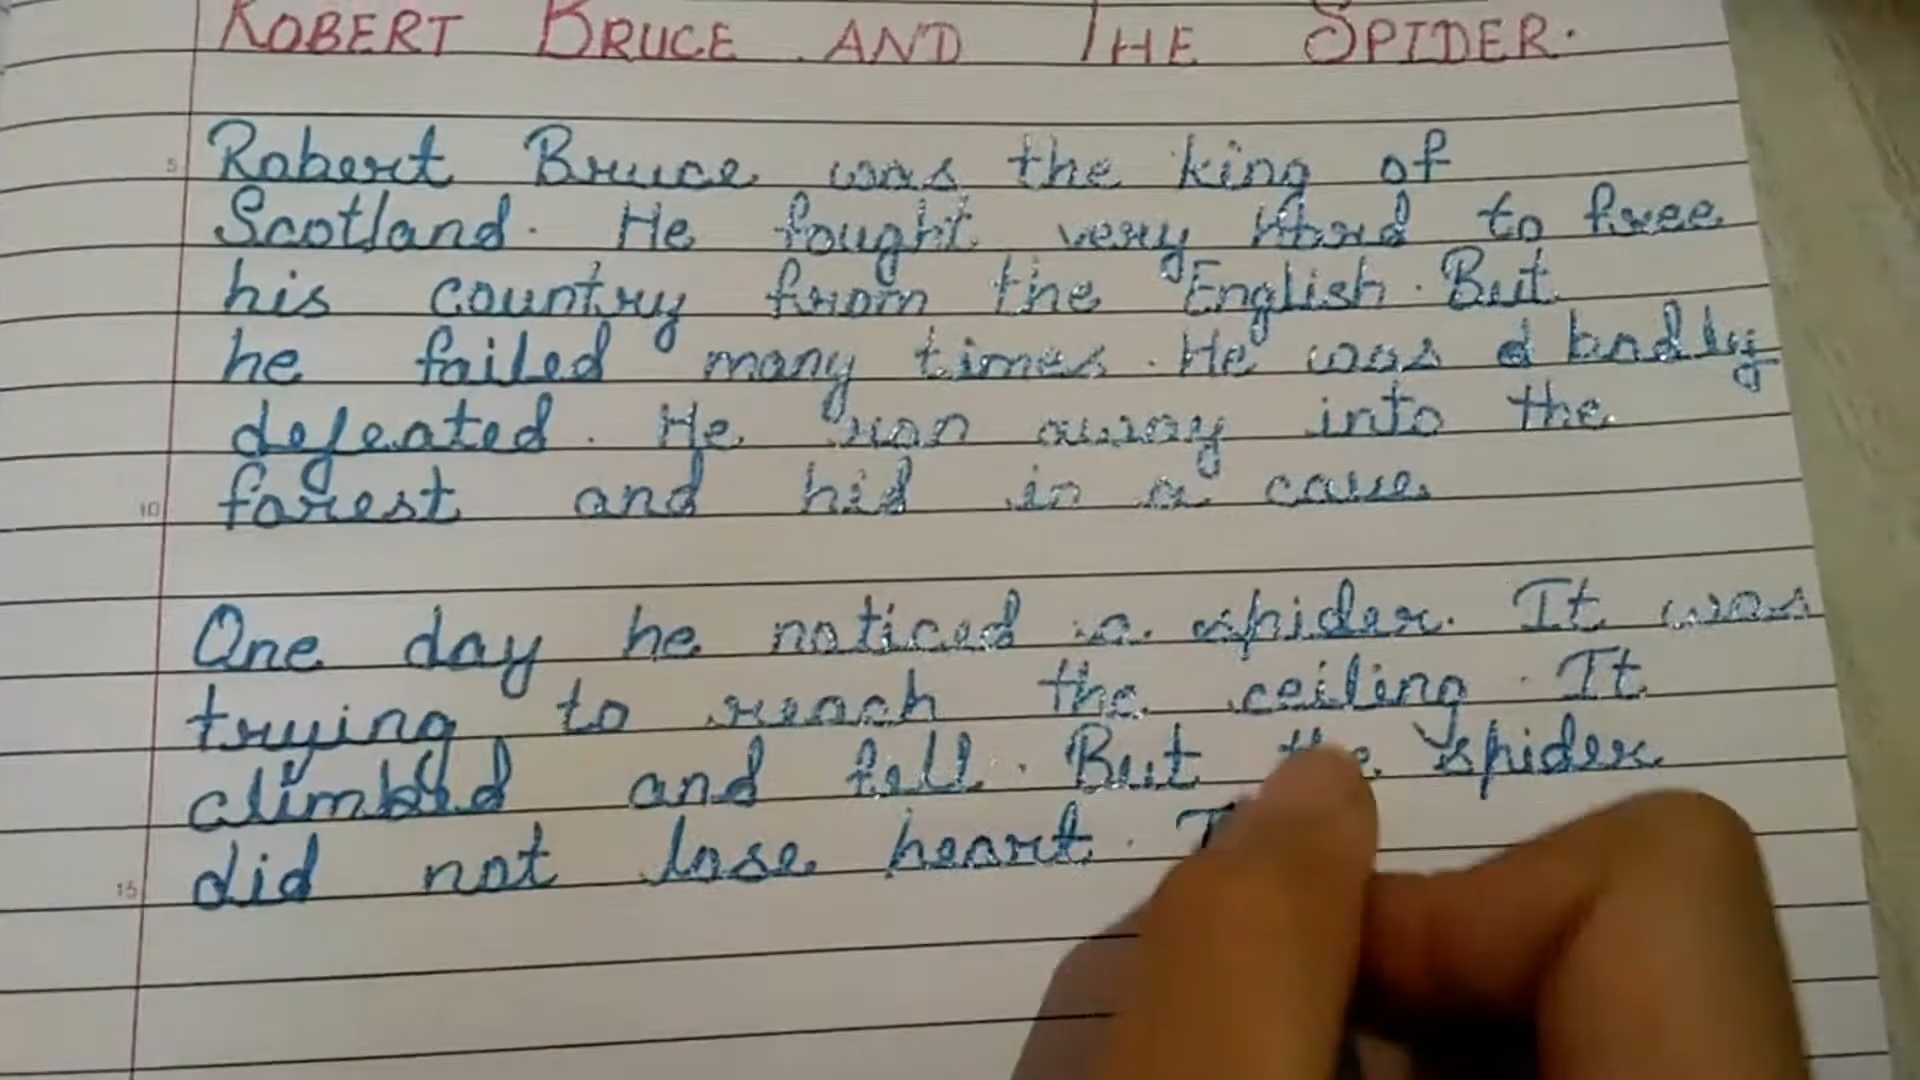 ROBERT BRUCE AND THE SPIDER.
Robert Bruce was the king of
5
Scotland. He fought very hard to free
his country from the English. But
he failed many times. He was d badly
defeated. He ran away into the
forest and hid in a cave
10
One day he noticed a spider. It was
trying to reach the ceiling. It
climbed and fell. But the spider
did not lose heart.
15